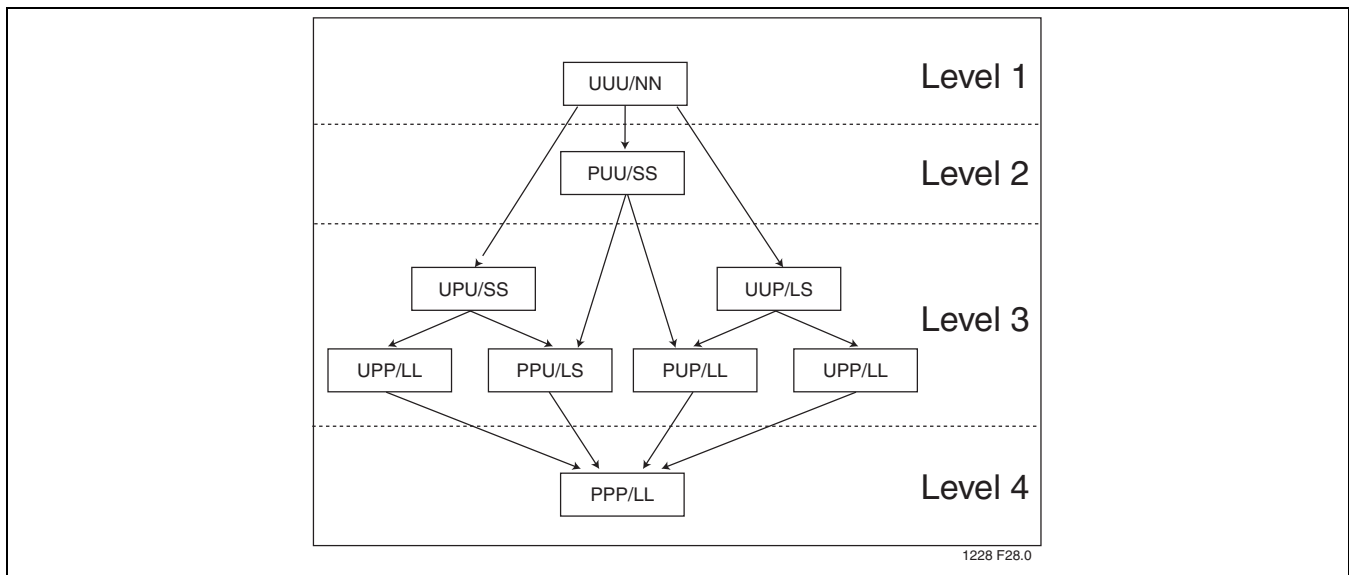 UUU/NN
Level 1
PUU/SS
Level 2
UPU/SS
UUP/LS
Level 3
UPP/LL
PPU/LS
PUP/LL
UPP/LL
PPP/LL
Level 4
1228 F28.0